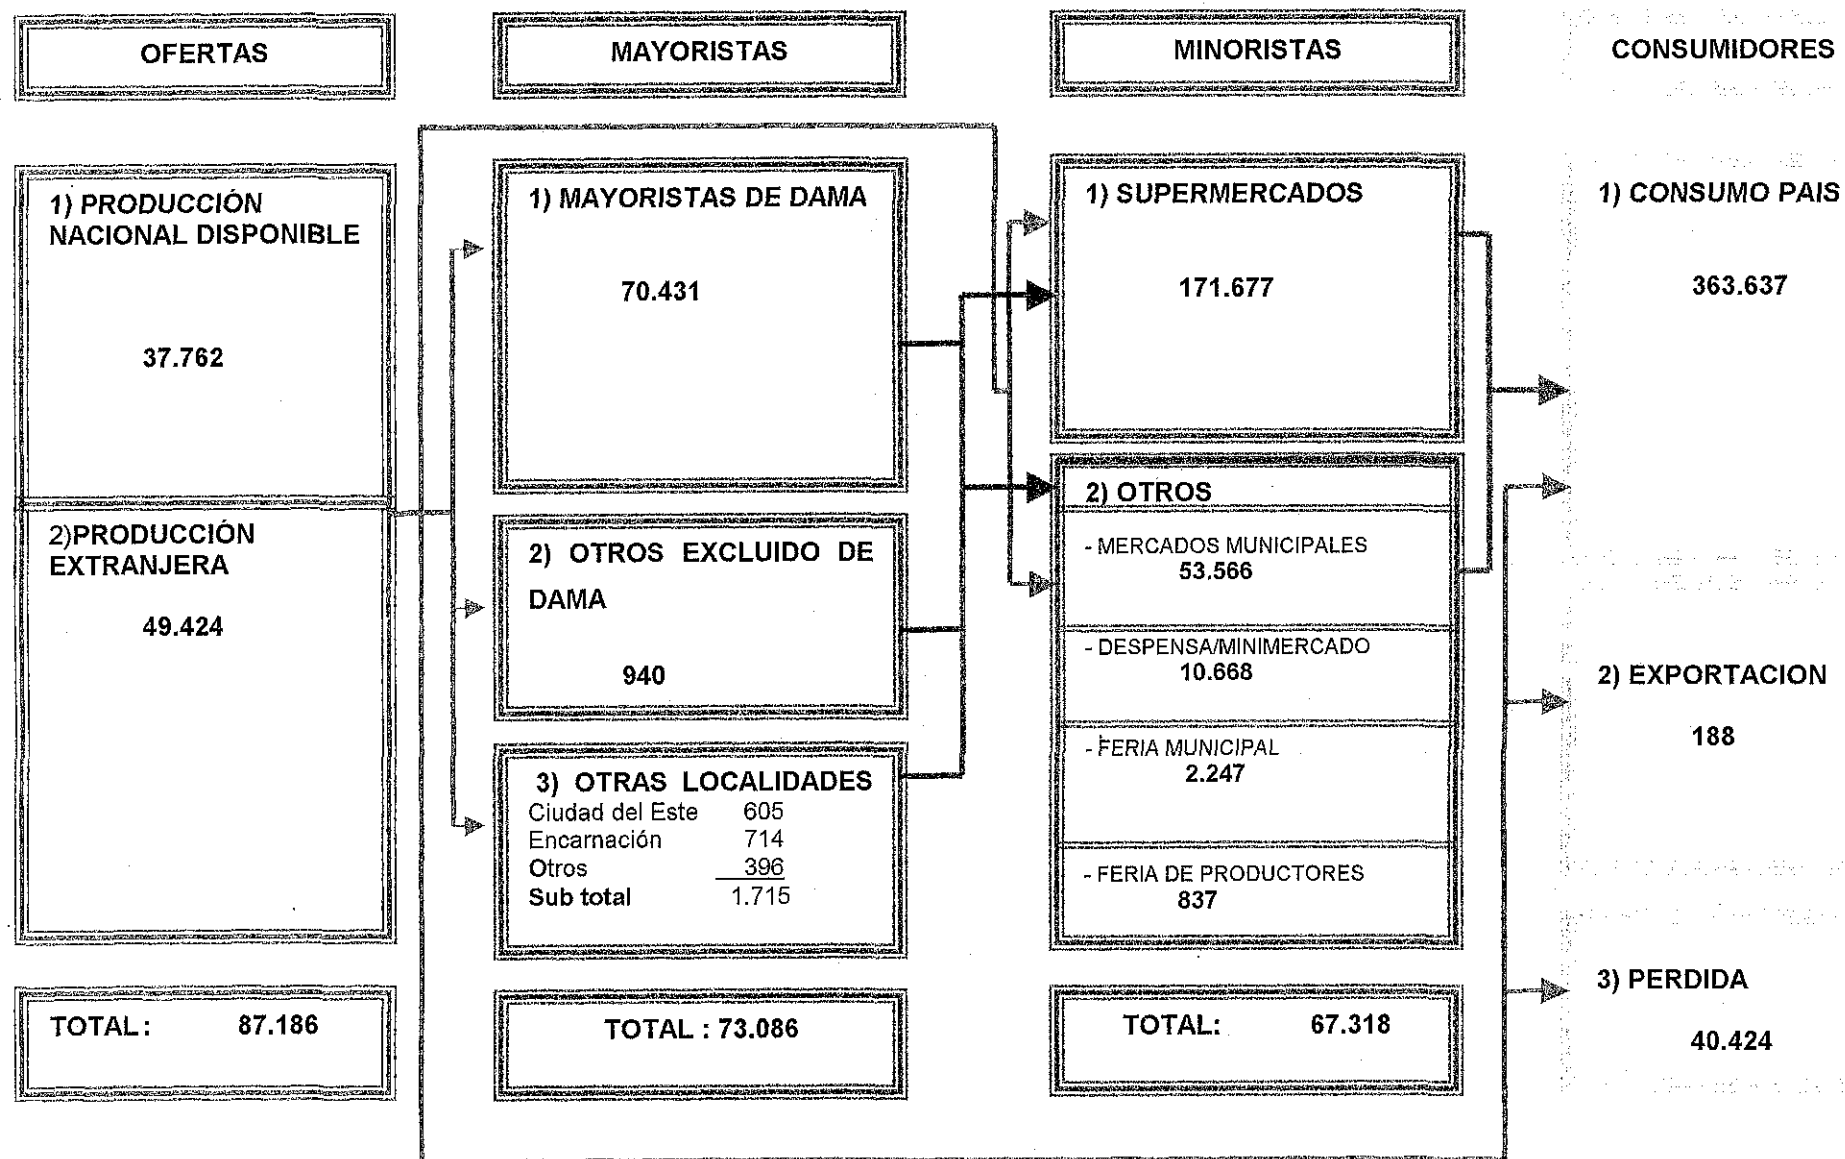 OFERTAS
MAYORISTAS
MINORISTAS
CONSUMIDORES
1) PRODUCCIÓN
NACIONAL DISPONIBLE
37.762
2)PRODUCCIÓN
EXTRANJERA
49.424
TOTAL: 87.186
1) MAYORISTAS DE DAMA
70.431
2) OTROS EXCLUIDO DE
DAMA
940
3) OTRAS LOCALIDADES
Ciudad del Este 605
Encarnación 714
Otros 396
Sub total 1.715
TOTAL : 73.086
1) SUPERMERCADOS
171.677
2) OTROS
- MERCADOS MUNICIPALES
53.566
- DESPENSA/MINIMERCADO
10.668
- FERIA MUNICIPAL
2.247
- FERIA DE PRODUCTORES
837
TOTAL: 67.318
1) CONSUMO PAIS
363.637
2) EXPORTACION
188
3) PERDIDA
40.424